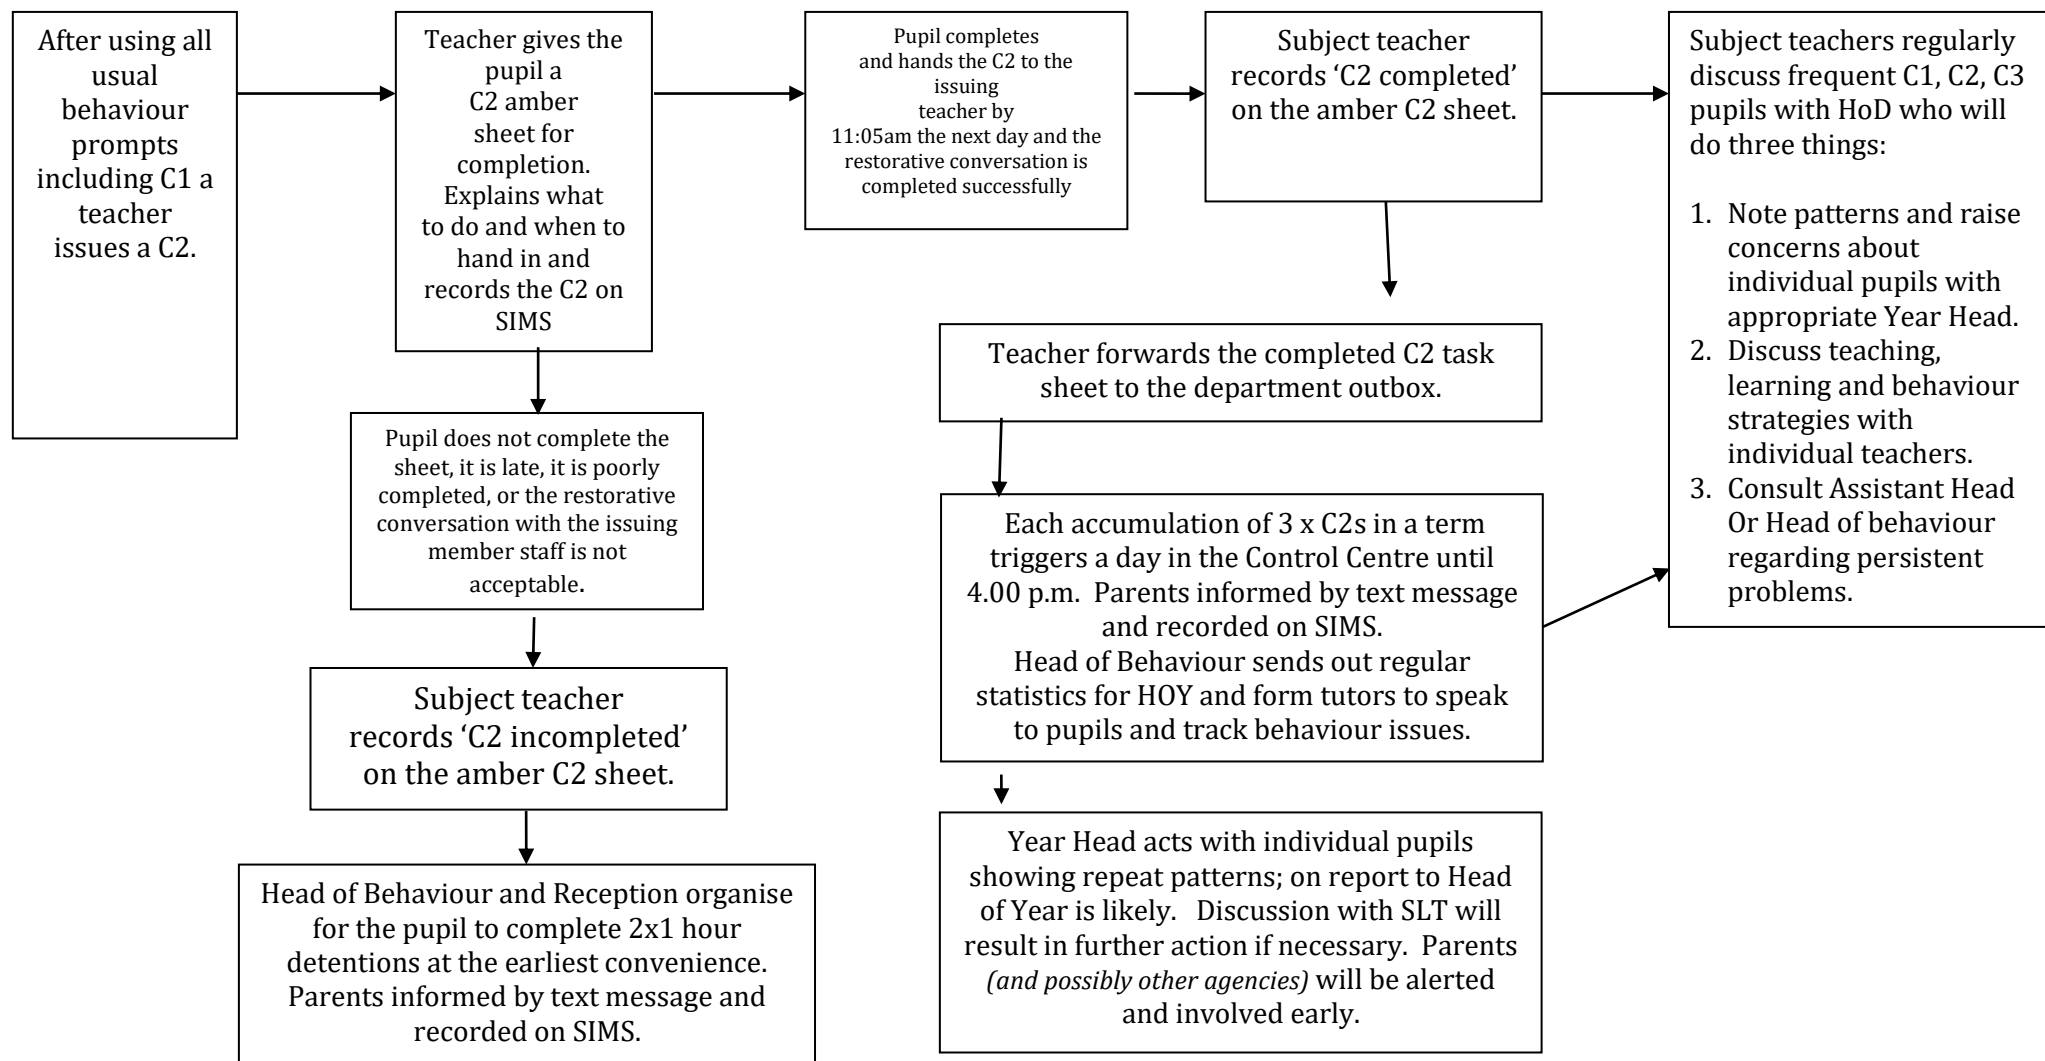 After using all
usual
behaviour
prompts
including C1 a
teacher
issues a C2.
Teacher gives the
pupil a
C2 amber
sheet for
completion.
Explains what
to do and when to
hand in and
records the C2 on
SIMS
Pupil completes
and hands the C2 to the
issuing
teacher by
11:05am the next day and the
restorative conversation is
completed successfully
Subject teacher
records ‘C2 completed’
on the amber C2 sheet.
Subject teachers regularly
discuss frequent C1, C2, C3
pupils with HoD who will
do three things:
1. Note patterns and raise
concerns about
individual pupils with
appropriate Year Head.
2. Discuss teaching,
learning and behaviour
strategies with
individual teachers.
3. Consult Assistant Head
Or Head of behaviour
regarding persistent
problems.
Teacher forwards the completed C2 task
sheet to the department outbox.
Pupil does not complete the
sheet, it is late, it is poorly
completed, or the restorative
conversation with the issuing
member staff is not
acceptable.
Each accumulation of 3 x C2s in a term
triggers a day in the Control Centre until
4.00 p.m. Parents informed by text message
and recorded on SIMS.
Head of Behaviour sends out regular
statistics for HOY and form tutors to speak
to pupils and track behaviour issues.
Subject teacher
records ‘C2 incompleted’
on the amber C2 sheet.
Year Head acts with individual pupils
showing repeat patterns; on report to Head
of Year is likely. Discussion with SLT will
result in further action if necessary. Parents
(and possibly other agencies) will be alerted
and involved early.
Head of Behaviour and Reception organise
for the pupil to complete 2x1 hour
detentions at the earliest convenience.
Parents informed by text message and
recorded on SIMS.